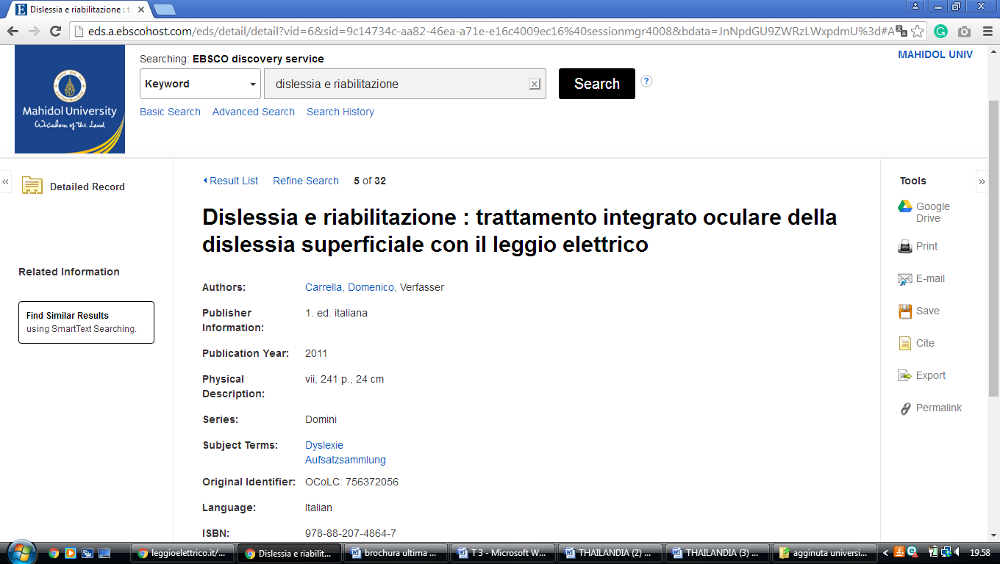 Dislessia e riabilitazione : t
eds.a.ebscohost.com/eds/detail/detail?vid=6&sid=9c14734c-aa82-46ea-a71e-e16c4009ec16%40sessionmgr4008&bdata=JnNpdGU9ZWRzLWxpdmU%3d#A
Searching: EBSCO discovery service
MAHIDOL UNIV
Keyword
dislessia e riabilitazione
Search
?
Mahidol University
Wisdom of the Land
Basic Search Advanced Search Search History
«
Detailed Record
Result List Refine Search 5 of 32
Tools
»
Dislessia e riabilitazione : trattamento integrato oculare della
dislessia superficiale con il leggio elettrico
Google
Drive
Print
E-mail
Save
Cite
Export
Permalink
Related Information
Find Similar Results
using SmartText Searching.
Authors: Carrella, Domenico, Verfasser
Publisher
Information:
1. ed. italiana
Publication Year: 2011
Physical
Description:
vii, 241 p., 24 cm
Series: Domini
Subject Terms: Dyslexie
Aufsatzsammlung
Original Identifier: OCoLC: 756372056
Language: Italian
ISBN: 978-88-207-4864-7
leggioelettrico.it/... Dislessia e riabilit... brochura ultima ... T 3 - Microsoft W... THAILANDIA (2) ... THAILANDIA (3) ... agginuta universi... 19.58